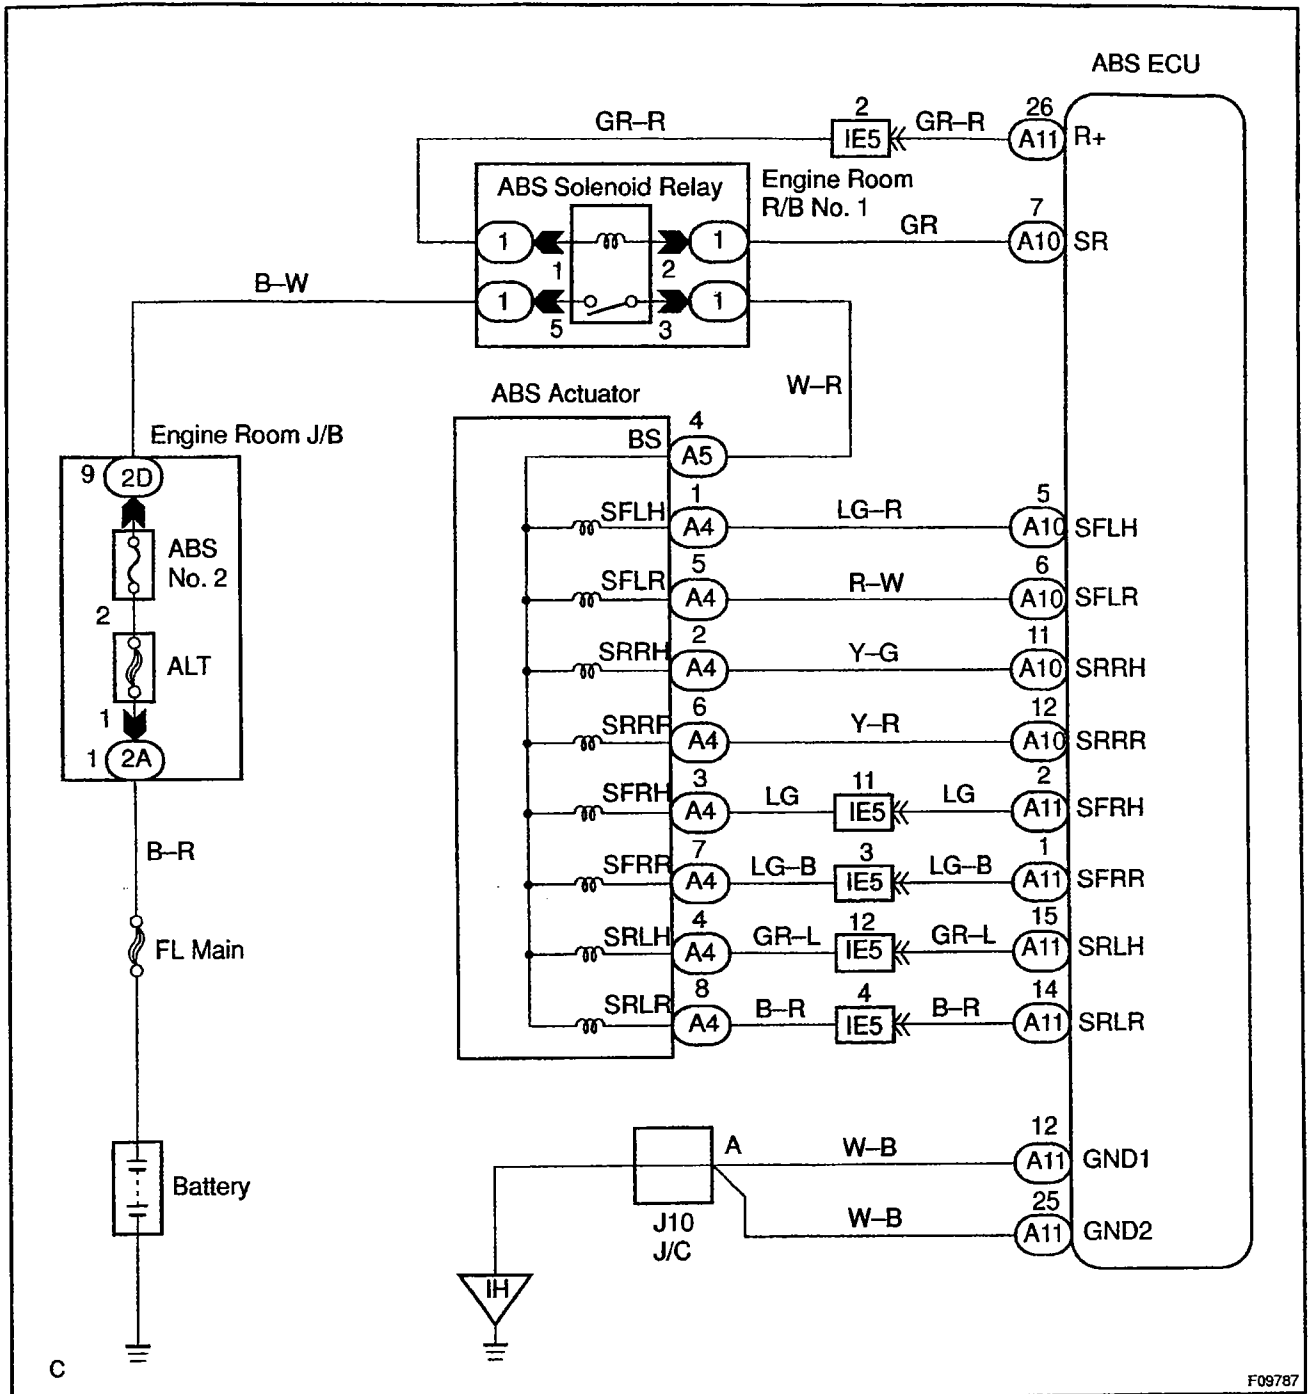 ABS ECU
GR–R
2
IE5
GR–R
26
A11
R+
ABS Solenoid Relay
Engine Room
R/B No. 1
1
1
2
1
GR
7
A10
SR
B–W
1
5
3
1
W–R
ABS Actuator
Engine Room J/B
9
2D
ABS
No. 2
2
ALT
1
1
2A
B–R
FL Main
Battery
BS
4
A5
SFLH
1
A4
LG–R
5
A10
SFLH
SFLR
5
A4
R–W
6
A10
SFLR
SRRH
2
A4
Y–G
11
A10
SRRH
SRRR
6
A4
Y–R
12
A10
SRRR
SFRH
3
A4
LG
11
IE5
LG
2
A11
SFRH
SFRR
7
A4
LG–B
3
IE5
LG–B
1
A11
SFRR
SRLH
4
A4
GR–L
12
IE5
GR–L
15
A11
SRLH
SRLR
8
A4
B–R
4
IE5
B–R
14
A11
SRLR
A
W–B
12
A11
GND1
J10
J/C
W–B
25
A11
GND2
IH
C
F09787